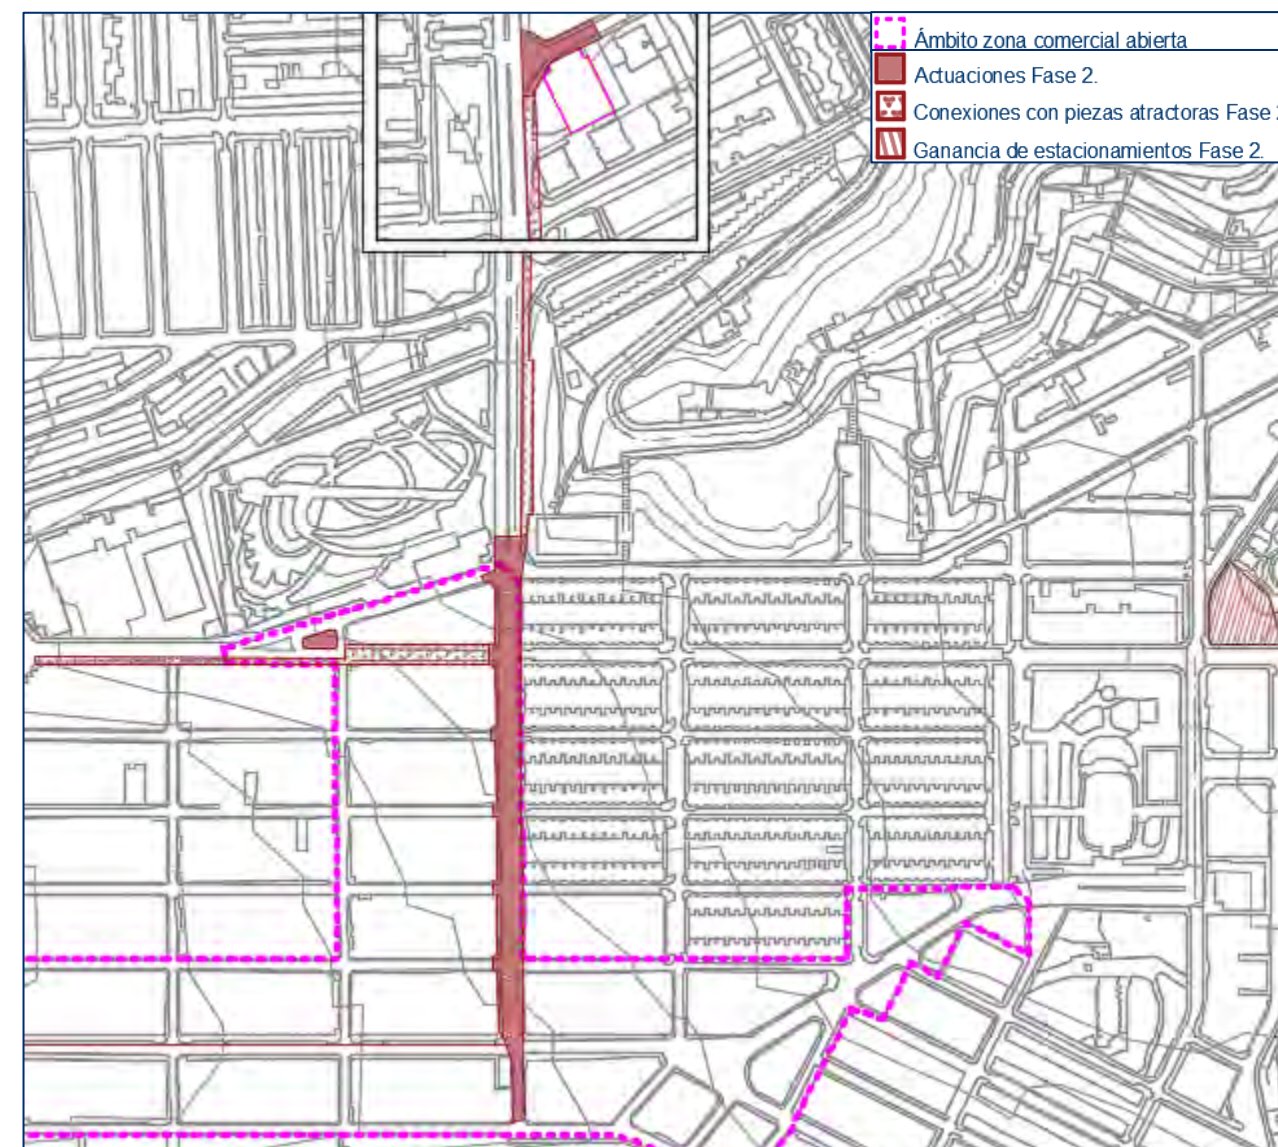 Ámbito zona comercial abierta
Actuaciones Fase 2.
Conexiones con piezas atractoras Fase
Ganancia de estacionamientos Fase 2.